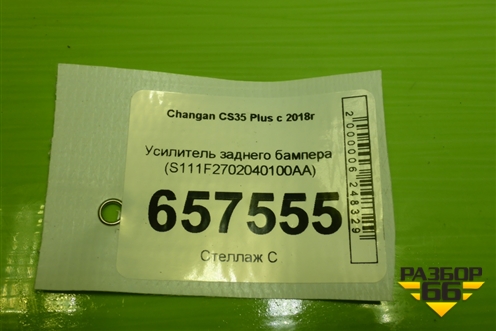 Changan CS35 Plus с 2018г
Усилитель заднего бампера
(S111F2702040100AA)
657555
Стеллаж С
2000006248329
РАЗБОР
66